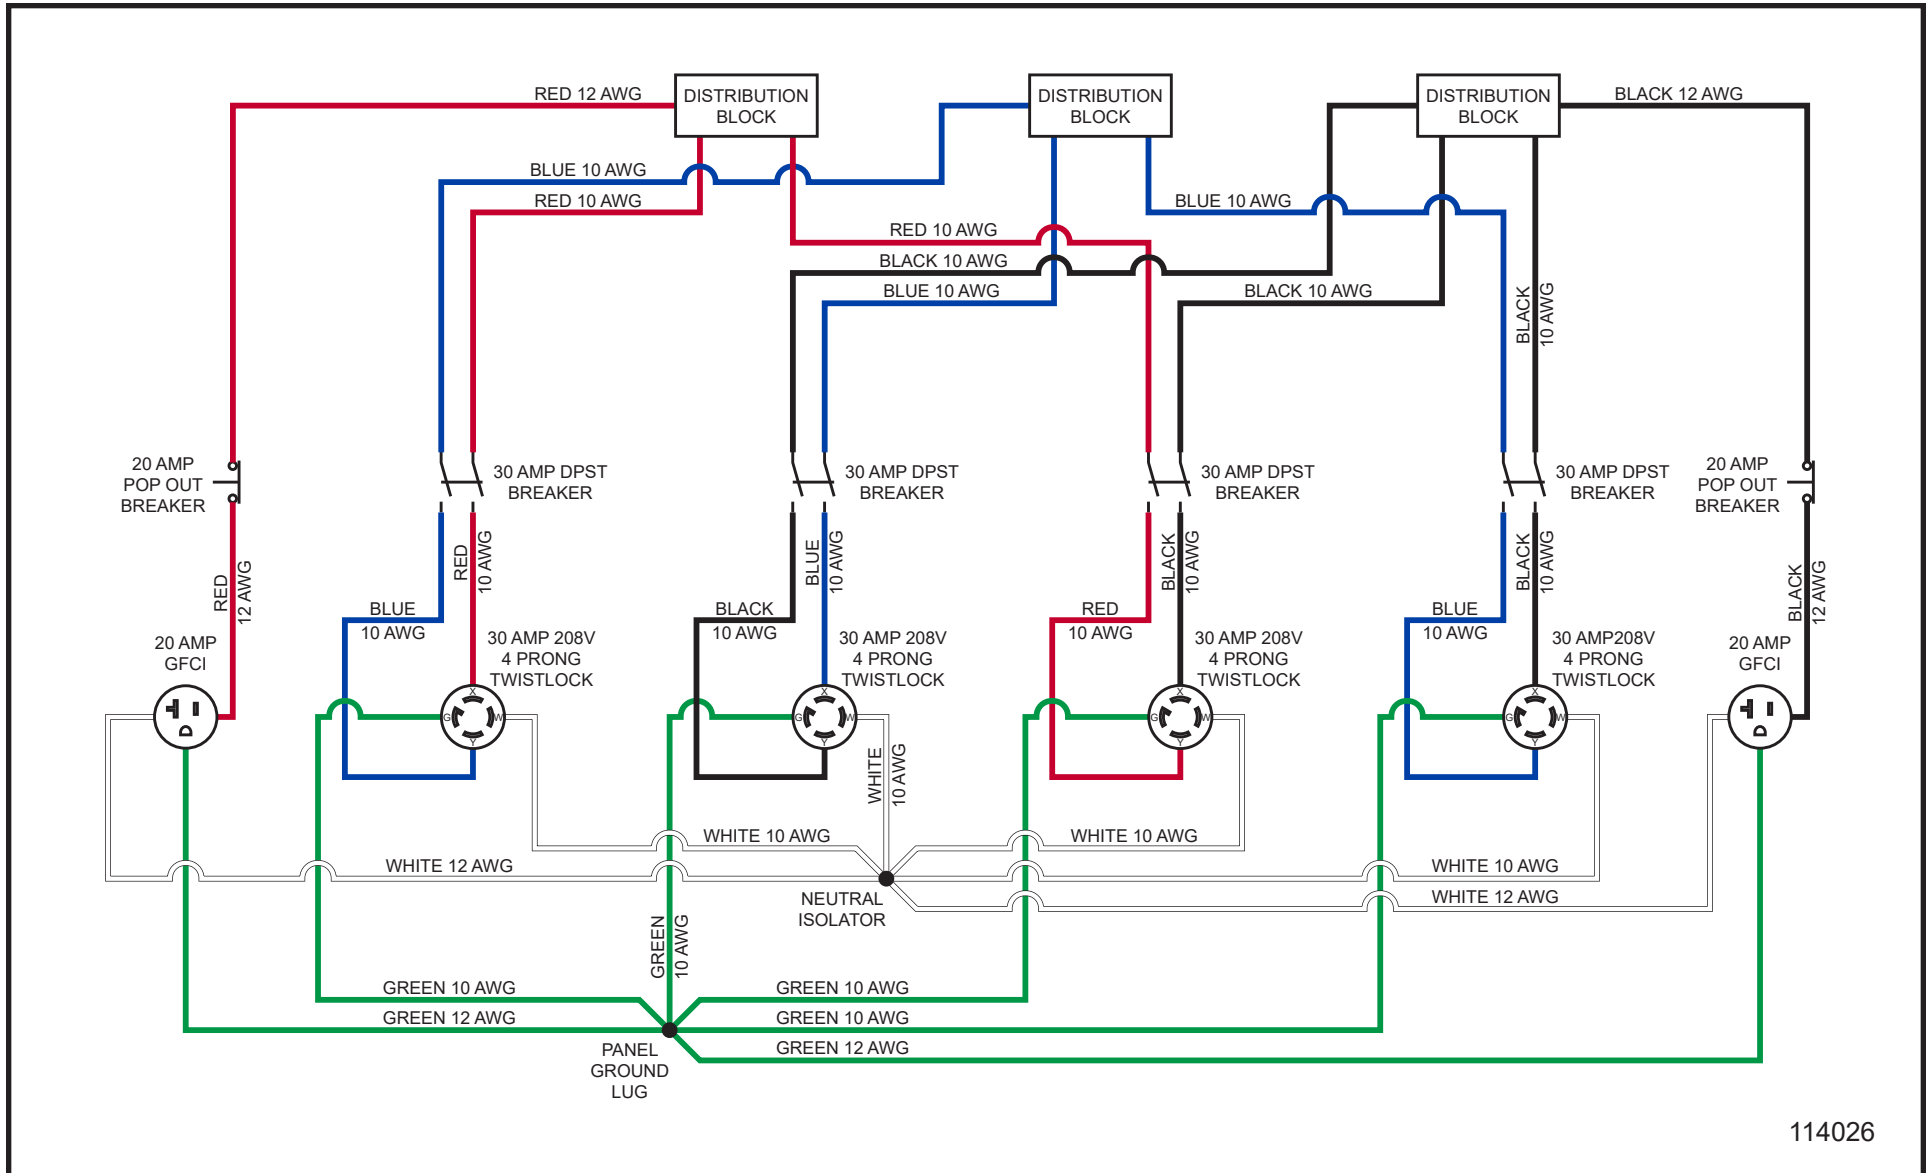 RED 12 AWG
DISTRIBUTION
BLOCK
DISTRIBUTION
BLOCK
DISTRIBUTION
BLOCK
BLACK 12 AWG
BLUE 10 AWG
RED 10 AWG
BLUE 10 AWG
RED 10 AWG
BLACK 10 AWG
BLUE 10 AWG
BLACK 10 AWG
BLACK
10 AWG
20 AMP
POP OUT
BREAKER
30 AMP DPST
BREAKER
30 AMP DPST
BREAKER
30 AMP DPST
BREAKER
30 AMP DPST
BREAKER
20 AMP
POP OUT
BREAKER
RED
12 AWG
RED
10 AWG
BLUE
10 AWG
BLACK
10 AWG
BLACK
10 AWG
BLACK
12 AWG
BLUE
10 AWG
BLACK
10 AWG
RED
10 AWG
BLUE
10 AWG
20 AMP
GFCI
30 AMP 208V
4 PRONG
TWISTLOCK
30 AMP 208V
4 PRONG
TWISTLOCK
30 AMP 208V
4 PRONG
TWISTLOCK
30 AMP208V
4 PRONG
TWISTLOCK
20 AMP
GFCI
X
G W
Y
X
G W
Y
X
G W
Y
X
G W
Y
WHITE
10 AWG
WHITE 10 AWG
WHITE 10 AWG
WHITE 12 AWG
WHITE 10 AWG
WHITE 12 AWG
NEUTRAL
ISOLATOR
GREEN
10 AWG
GREEN 10 AWG
GREEN 10 AWG
GREEN 12 AWG
GREEN 10 AWG
GREEN 12 AWG
PANEL
GROUND
LUG
114026